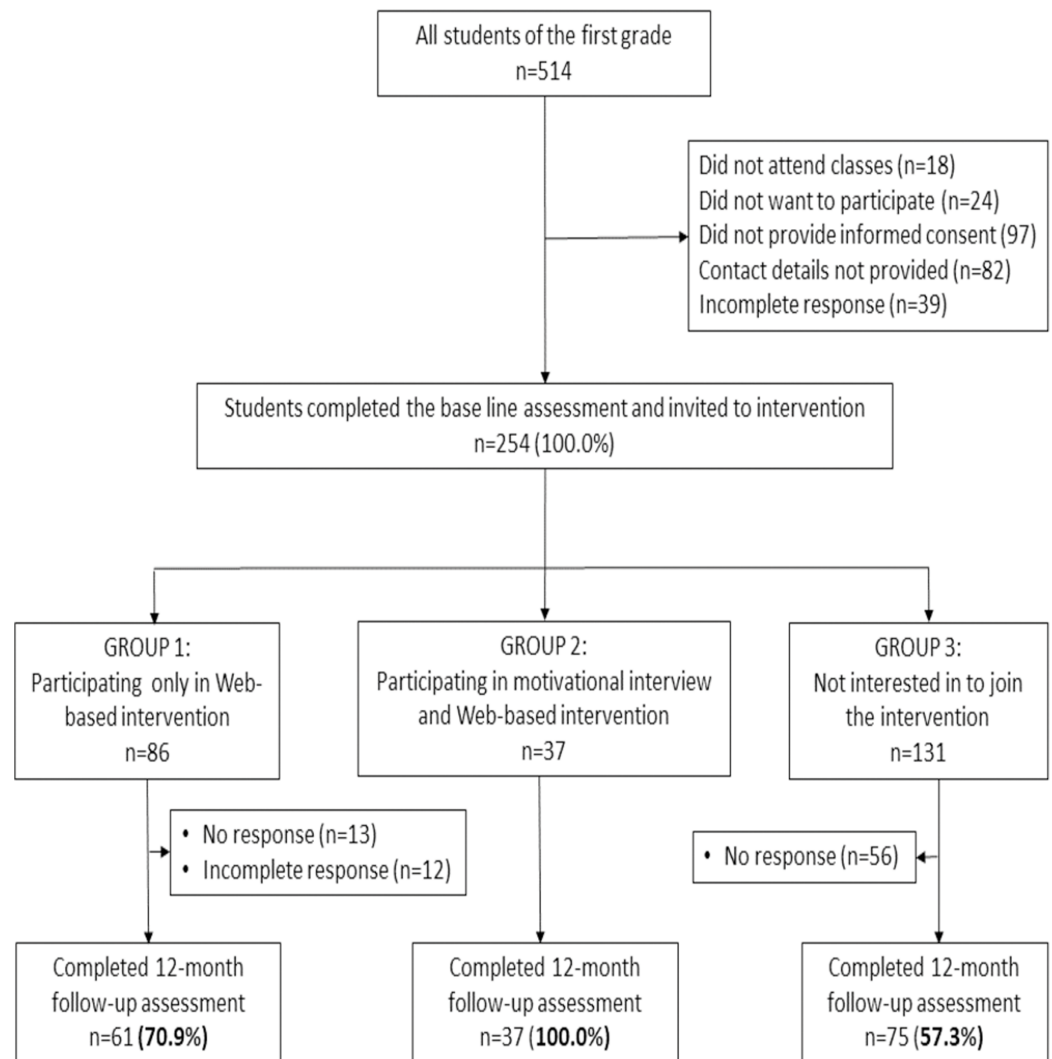 All students of the first grade
n=514
Did not attend classes (n=18)
Did not want to participate (n=24)
Did not provide informed consent (97)
Contact details not provided (n=82)
Incomplete response (n=39)
Students completed the base line assessment and invited to intervention
n=254 (100.0%)
GROUP 1:
Participating only in Web-
based intervention
n=86
GROUP 2:
Participating in motivational interview
and Web-based intervention
n=37
GROUP 3:
Not interested in to join
the intervention
n=131
• No response (n=13)
• Incomplete response (n=12)
• No response (n=56)
Completed 12-month
follow-up assessment
n=61 (70.9%)
Completed 12-month
follow-up assessment
n=37 (100.0%)
Completed 12-month
follow-up assessment
n=75 (57.3%)